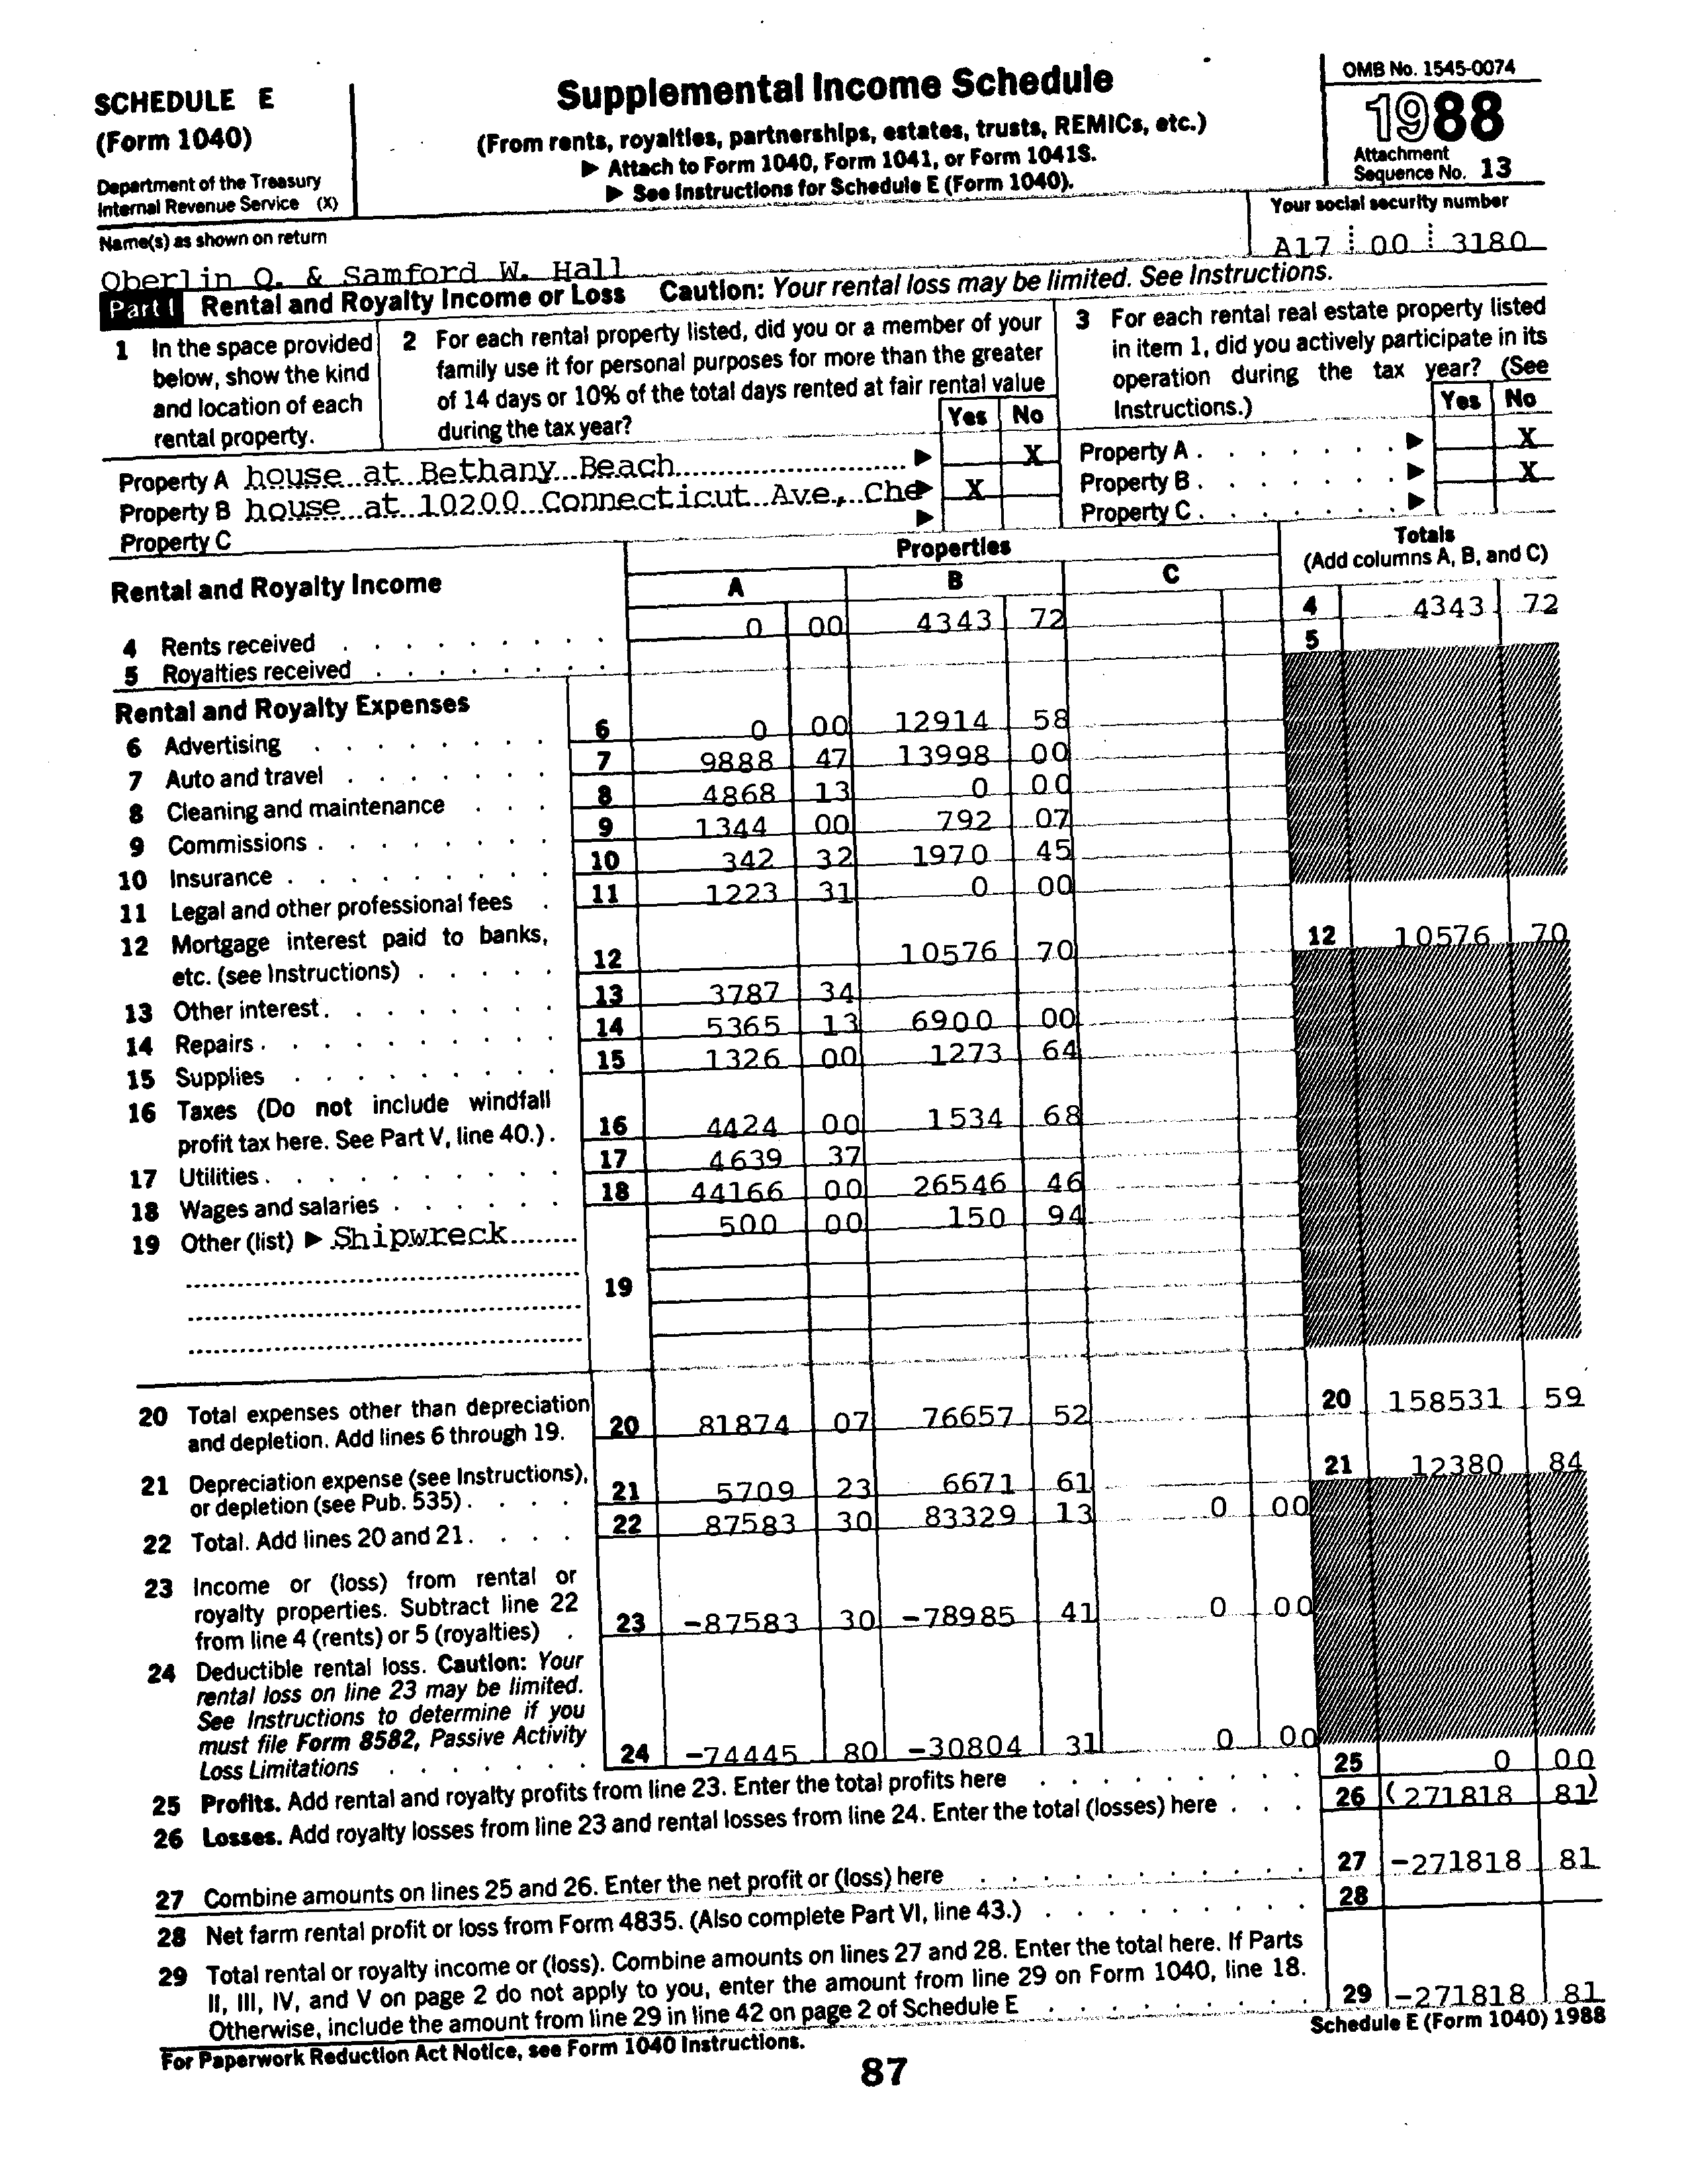 SCHEDULE E
(Form 1040)
Department of the Treasury
Internal Revenue Service (X)
Supplemental Income Schedule
(From rents, royalties, partnerships, estates, trusts, REMICs, etc.)
▶ Attach to Form 1040, Form 1041, or Form 1041S.
▶ See Instructions for Schedule E (Form 1040).
OMB No. 1545-0074
1988
Attachment
Sequence No. 13
Name(s) as shown on return
Oberlin Q. & Samford W. Hall
Your social security number
A17 00 3180
Part I Rental and Royalty Income or Loss Caution: Your rental loss may be limited. See Instructions.
1 In the space provided
below, show the kind
and location of each
rental property.
2 For each rental property listed, did you or a member of your
family use it for personal purposes for more than the greater
of 14 days or 10% of the total days rented at fair rental value
during the tax year?
Yes No
3 For each rental real estate property listed
in item 1, did you actively participate in its
operation during the tax year? (See
Instructions.)
Yes No
Property A house at Bethany Beach ▶ X Property A ▶ X
Property B house at 10200 Connecticut Ave., Che ▶ X Property B ▶ X
Property C ▶ Property C ▶
Rental and Royalty Income
Properties
A B C
Totals
(Add columns A, B, and C)
4 Rents received 0 00 4343 72 4 4343 72
5 Royalties received 5
Rental and Royalty Expenses
6 Advertising 6 0 00 12914 58
7 Auto and travel 7 9888 47 13998 00
8 Cleaning and maintenance 8 4868 13 0 00
9 Commissions 9 1344 00 792 07
10 Insurance 10 342 32 1970 45
11 Legal and other professional fees 11 1223 31 0 00
12 Mortgage interest paid to banks,
etc. (see Instructions) 12 10576 70 12 10576 70
13 Other interest 13 3787 34
14 Repairs 14 5365 13 6900 00
15 Supplies 15 1326 00 1273 64
16 Taxes (Do not include windfall
profit tax here. See Part V, line 40.) 16 4424 00 1534 68
17 Utilities 17 4639 37
18 Wages and salaries 18 44166 00 26546 46
19 Other (list) ▶ Shipwreck 500 00 150 94
19
20 Total expenses other than depreciation
and depletion. Add lines 6 through 19. 20 81874 07 76657 52 20 158531 59
21 Depreciation expense (see Instructions),
or depletion (see Pub. 535) 21 5709 23 6671 61 21 12380 84
22 Total. Add lines 20 and 21 22 87583 30 83329 13 0 00
23 Income or (loss) from rental or
royalty properties. Subtract line 22
from line 4 (rents) or 5 (royalties) 23 -87583 30 -78985 41 0 00
24 Deductible rental loss. Caution: Your
rental loss on line 23 may be limited.
See Instructions to determine if you
must file Form 8582, Passive Activity
Loss Limitations 24 -74445 80 -30804 31 0 00
25 Profits. Add rental and royalty profits from line 23. Enter the total profits here 25 0 00
26 Losses. Add royalty losses from line 23 and rental losses from line 24. Enter the total (losses) here 26 (271818 81)
27 Combine amounts on lines 25 and 26. Enter the net profit or (loss) here 27 -271818 81
28 Net farm rental profit or loss from Form 4835. (Also complete Part VI, line 43.) 28
29 Total rental or royalty income or (loss). Combine amounts on lines 27 and 28. Enter the total here. If Parts
II, III, IV, and V on page 2 do not apply to you, enter the amount from line 29 on Form 1040, line 18.
Otherwise, include the amount from line 29 in line 42 on page 2 of Schedule E 29 -271818 81
For Paperwork Reduction Act Notice, see Form 1040 Instructions.
Schedule E (Form 1040) 1988
87